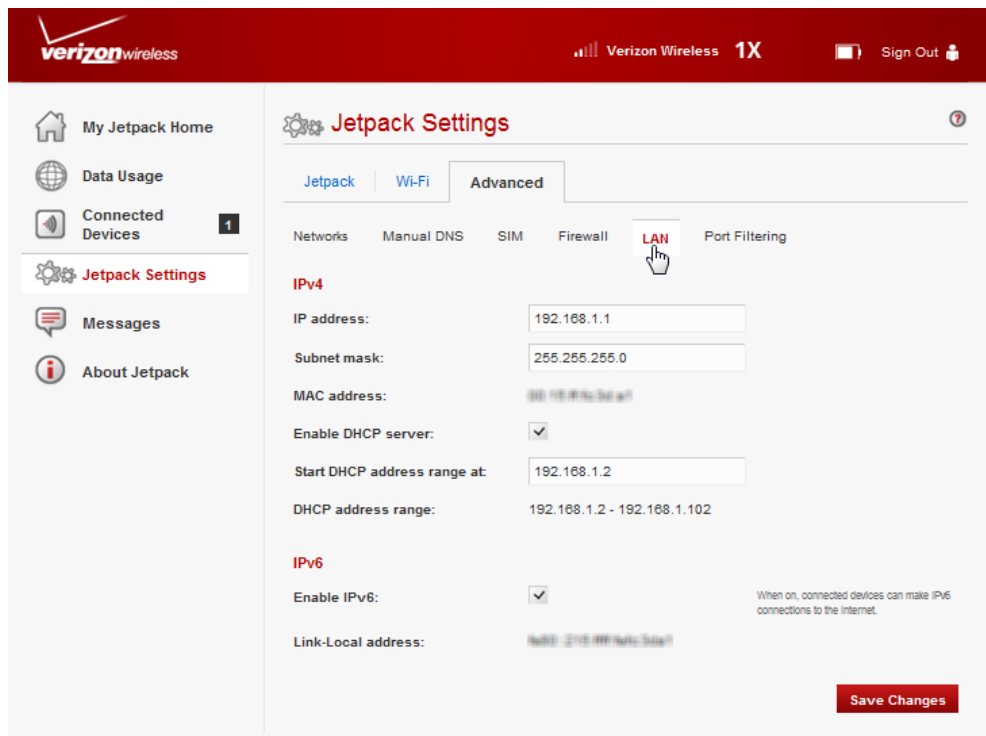 verizonwireless
Verizon Wireless 1X
Sign Out
My Jetpack Home
Data Usage
Connected
Devices
1
Jetpack Settings
Messages
About Jetpack
Jetpack Settings
?
Jetpack Wi-Fi Advanced
Networks Manual DNS SIM Firewall LAN Port Filtering
IPv4
IP address: 192.168.1.1
Subnet mask: 255.255.255.0
MAC address:
Enable DHCP server:
Start DHCP address range at: 192.168.1.2
DHCP address range: 192.168.1.2 - 192.168.1.102
IPv6
Enable IPv6:
When on, connected devices can make IPv6
connections to the Internet.
Link-Local address:
Save Changes